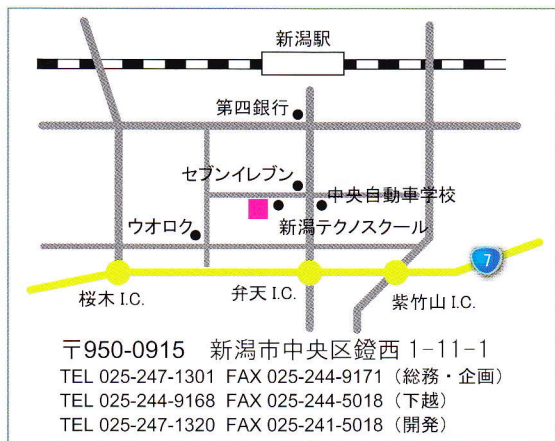 新潟駅
第四銀行
セブンイレブン
中央自動車学校
新潟テクノスクール
ウオロク
7
桜木 I.C.
弁天 I.C.
紫竹山 I.C.
〒950-0915 新潟市中央区鐙西 1-11-1
TEL 025-247-1301 FAX 025-244-9171（総務・企画）
TEL 025-244-9168 FAX 025-244-5018（下越）
TEL 025-247-1320 FAX 025-241-5018（開発）